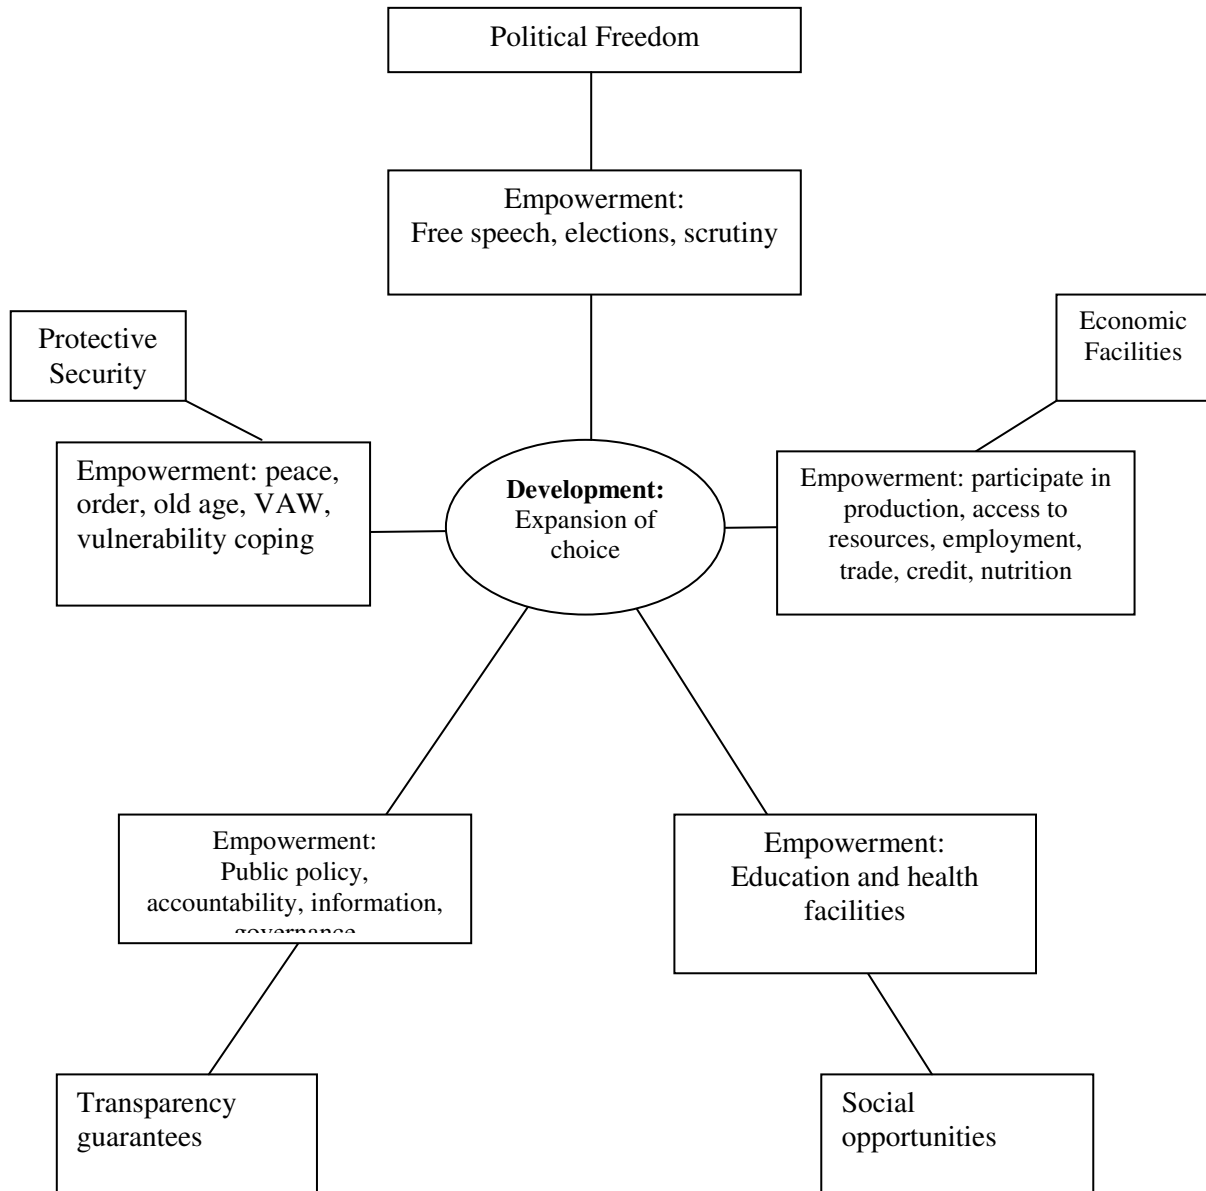 Political Freedom
Empowerment:
Free speech, elections, scrutiny
Protective
Security
Economic
Facilities
Empowerment: peace,
order, old age, VAW,
vulnerability coping
Development:
Expansion of
choice
Empowerment: participate in
production, access to
resources, employment,
trade, credit, nutrition
Empowerment:
Public policy,
accountability, information,
governance
Empowerment:
Education and health
facilities
Transparency
guarantees
Social
opportunities